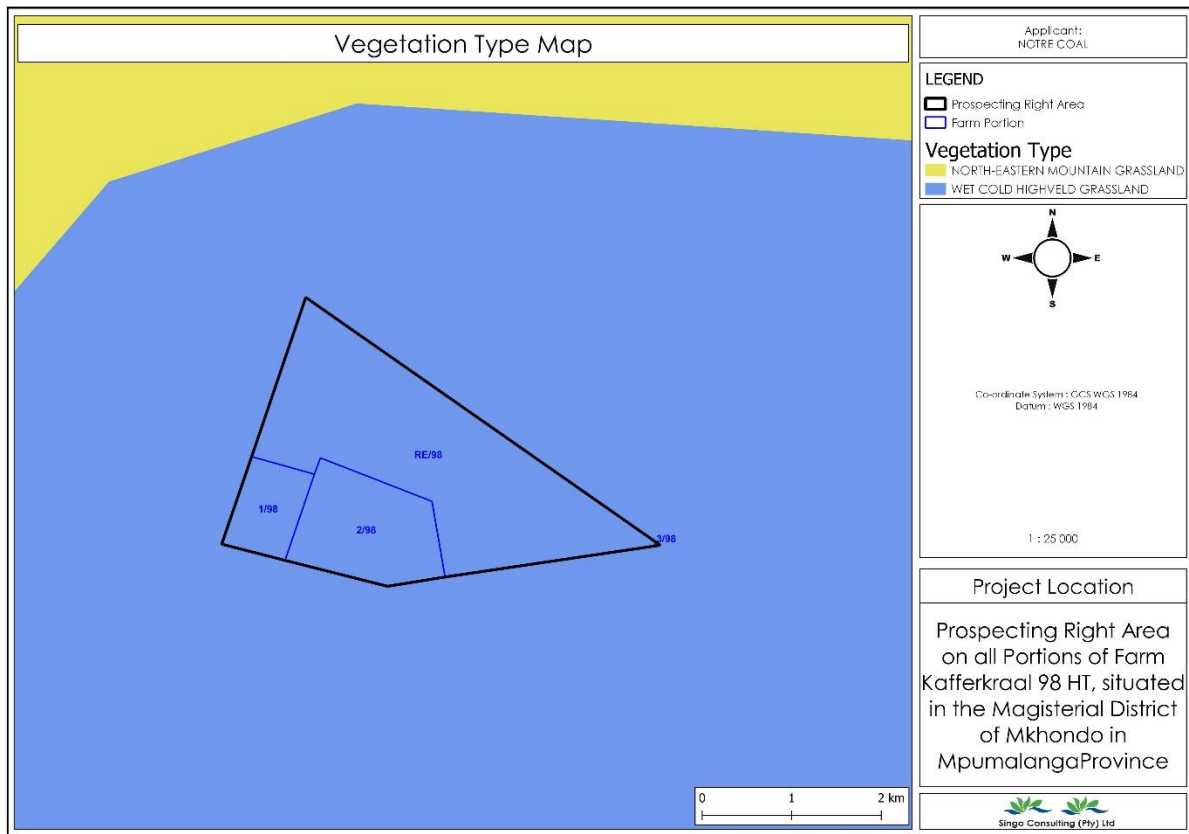 Vegetation Type Map
Applicant:
NOTRE COAL
LEGEND
Prospecting Right Area
Farm Portion
Vegetation Type
NORTH-EASTERN MOUNTAIN GRASSLAND
WET COLD HIGHVELD GRASSLAND
N
W E
S
Co-ordinate System : GCS WGS 1984
Datum : WGS 1984
RE/98
1/98
2/98
3/98
1 : 25 000
Project Location
Prospecting Right Area
on all Portions of Farm
Kafferkraal 98 HT, situated
in the Magisterial District
of Mkhondo in
MpumalangaProvince
0 1 2 km
Singo Consulting (Pty) Ltd